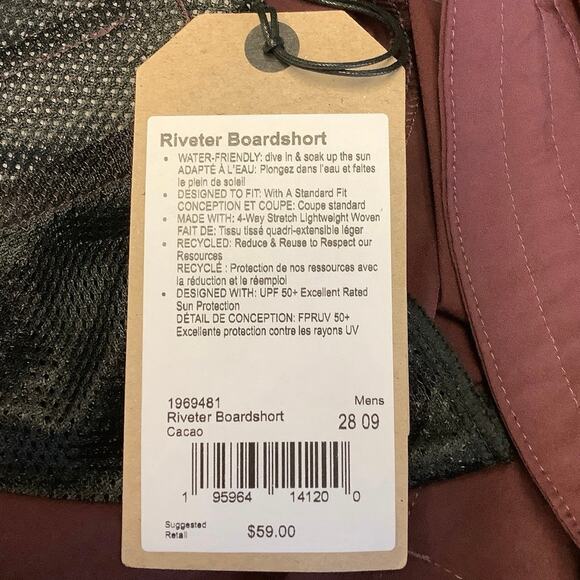 Riveter Boardshort
• WATER-FRIENDLY: dive in & soak up the sun
ADAPTÉ À L'EAU: Plongez dans l'eau et faites
le plein de soleil
• DESIGNED TO FIT: With A Standard Fit
CONCEPTION ET COUPE: Coupe standard
• MADE WITH: 4-Way Stretch Lightweight Woven
FAIT DE: Tissu tissé quadri-extensible léger
• RECYCLED: Reduce & Reuse to Respect our
Resources
RECYCLÉ : Protection de nos ressources avec
la réduction et le réemploi
• DESIGNED WITH: UPF 50+ Excellent Rated
Sun Protection
DÉTAIL DE CONCEPTION: FPRUV 50+
Excellente protection contre les rayons UV
1969481 Mens
Riveter Boardshort 28 09
Cacao
1 95964 14120 0
Suggested
Retail $59.00